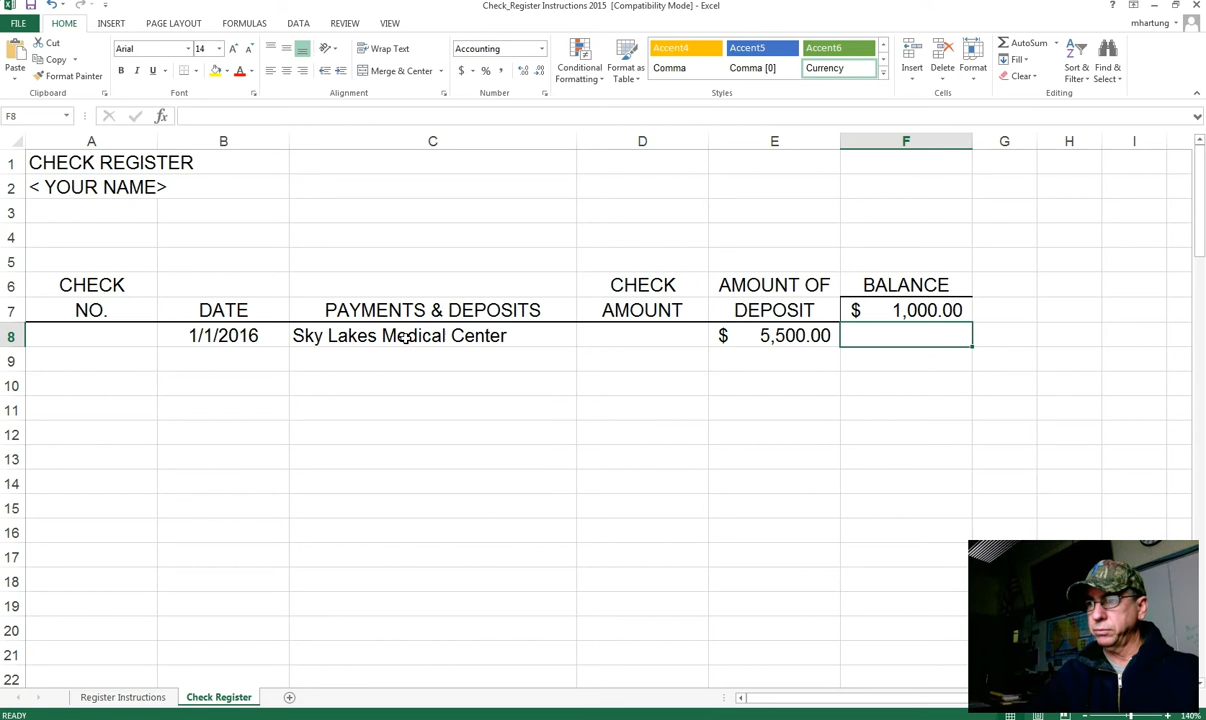 Check_Register Instructions 2015 [Compatibility Mode] - Excel
FILE HOME INSERT PAGE LAYOUT FORMULAS DATA REVIEW VIEW mhartung
Cut
Copy
Format Painter
Paste
Clipboard
Arial 14
B I U
Font
Wrap Text
Merge & Center
Alignment
Accounting
$ % ,
Number
Conditional Formatting
Format as Table
Accent4 Accent5 Accent6
Comma Comma [0] Currency
Styles
Insert Delete Format
Cells
AutoSum
Fill
Clear
Sort & Filter
Find & Select
Editing
F8 fx
A B C D E F G H I
1 CHECK REGISTER
2 < YOUR NAME>
3
4
5
6 CHECK CHECK AMOUNT OF BALANCE
7 NO. DATE PAYMENTS & DEPOSITS AMOUNT DEPOSIT $ 1,000.00
8 1/1/2016 Sky Lakes Medical Center $ 5,500.00
9
10
11
12
13
14
15
16
17
18
19
20
21
22
Register Instructions Check Register
READY 140%